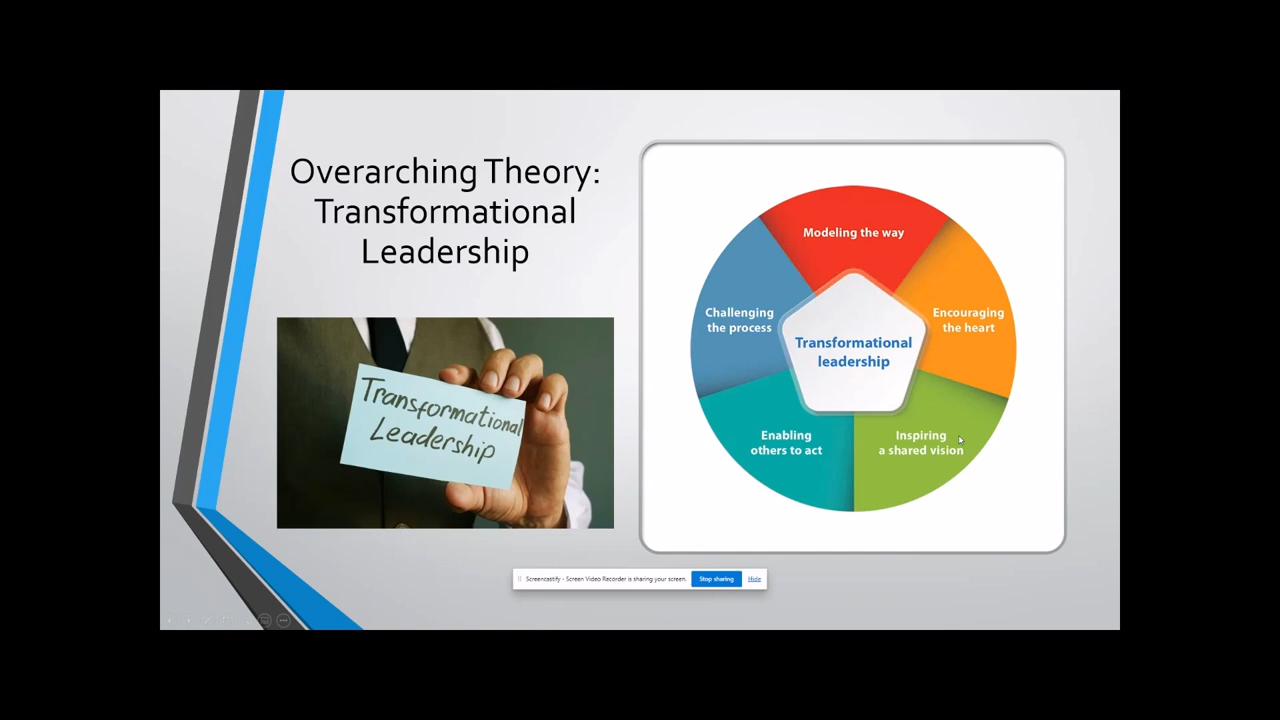 Overarching Theory:
Transformational
Leadership
Transformational
Leadership
Modeling the way
Encouraging
the heart
Inspiring
a shared vision
Enabling
others to act
Challenging
the process
Transformational
leadership
Screencastify - Screen Video Recorder is sharing your screen.
Stop sharing
Hide